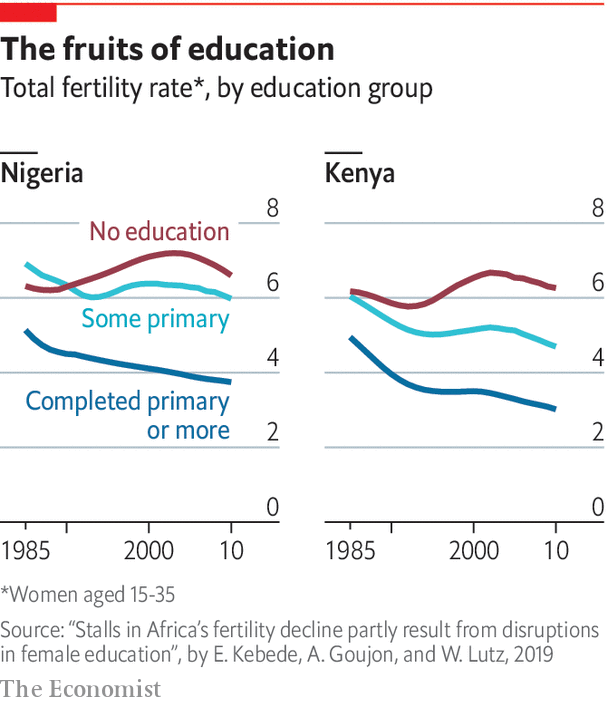 The fruits of education
Total fertility rate*, by education group
Nigeria
8
No education
6
Some primary
4
Completed primary
or more
2
0
1985
2000
10
Kenya
8
6
4
2
0
1985
2000
10
*Women aged 15-35
Source: “Stalls in Africa’s fertility decline partly result from disruptions
in female education”, by E. Kebede, A. Goujon, and W. Lutz, 2019
The Economist